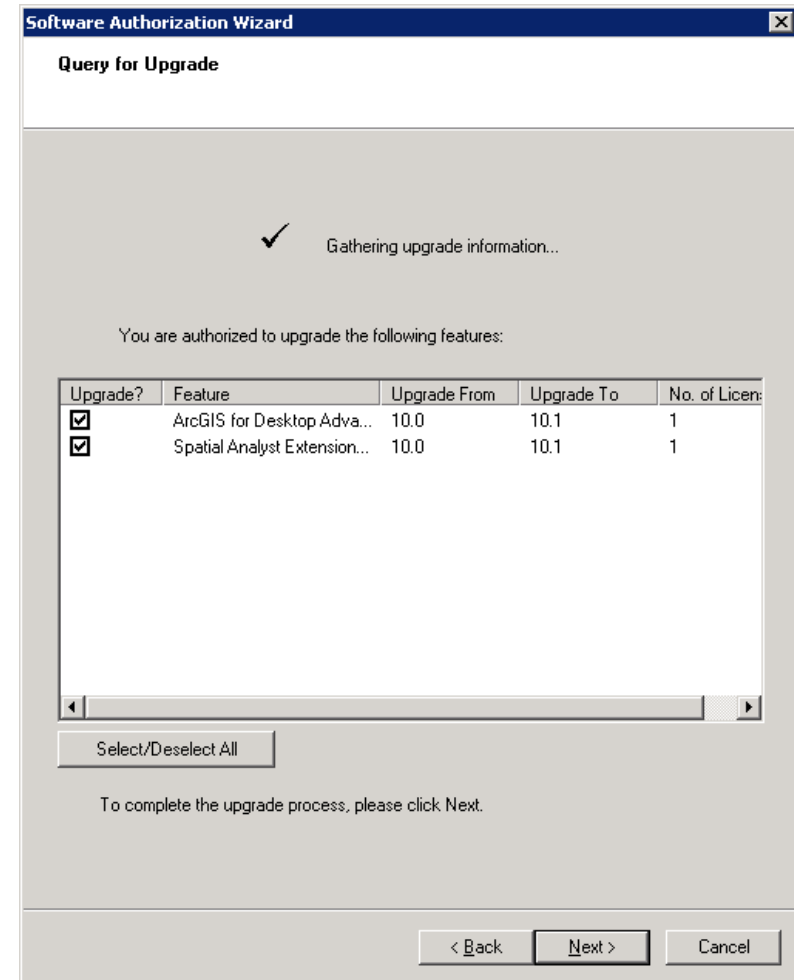 Software Authorization Wizard
Query for Upgrade
Gathering upgrade information...
You are authorized to upgrade the following features:
Upgrade? Feature Upgrade From Upgrade To No. of Licen
ArcGIS for Desktop Adva... 10.0 10.1 1
Spatial Analyst Extension... 10.0 10.1 1
Select/Deselect All
To complete the upgrade process, please click Next.
< Back Next > Cancel